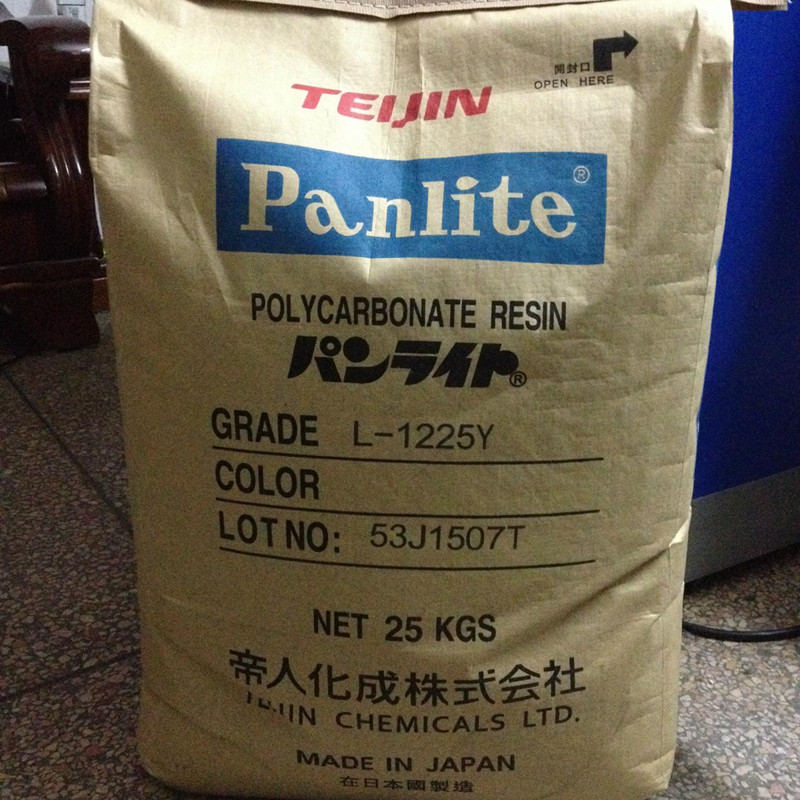 開封口
OPEN HERE
TEIJIN
Panlite®
POLYCARBONATE RESIN
パンライト®
GRADE L-1225Y
COLOR
LOT NO: 53J1507T
NET 25 KGS
帝人化成株式会社
TEIJIN CHEMICALS LTD.
MADE IN JAPAN
在日本國製造